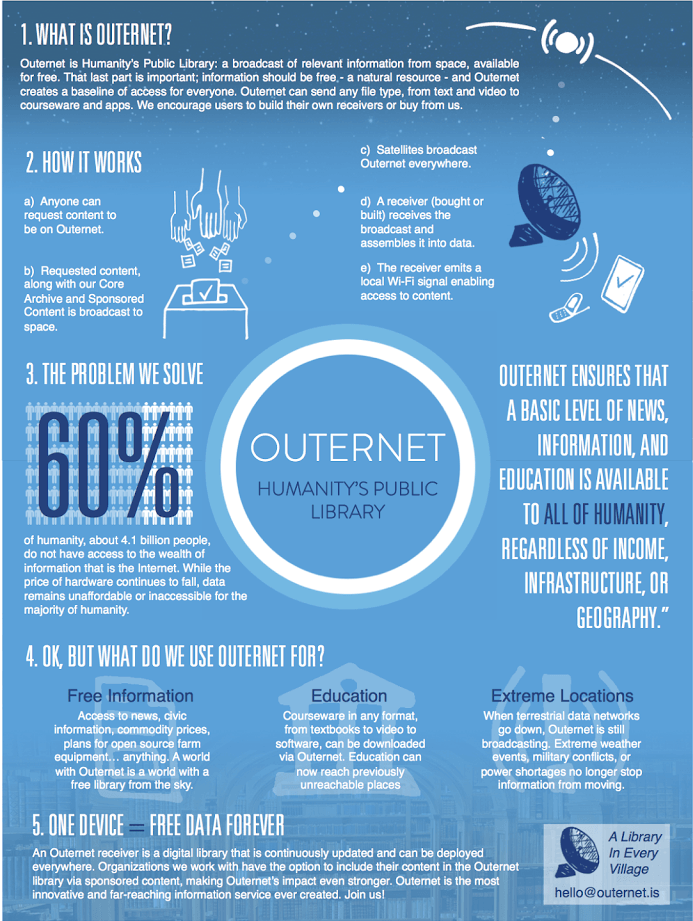 1. WHAT IS OUTERNET?
Outernet is Humanity's Public Library: a broadcast of relevant information from space, available
for free. That last part is important; information should be free - a natural resource - and Outernet
creates a baseline of access for everyone. Outernet can send any file type, from text and video to
courseware and apps. We encourage users to build their own receivers or buy from us.
2. HOW IT WORKS
a) Anyone can
request content to
be on Outernet.
b) Requested content,
along with our Core
Archive and Sponsored
Content is broadcast to
space.
c) Satellites broadcast
Outernet everywhere.
d) A receiver (bought or
built) receives the
broadcast and
assembles it into data.
e) The receiver emits a
local Wi-Fi signal enabling
access to content.
3. THE PROBLEM WE SOLVE
60%
of humanity, about 4.1 billion people,
do not have access to the wealth of
information that is the Internet. While the
price of hardware continues to fall, data
remains unaffordable or inaccessible for the
majority of humanity.
OUTERNET
HUMANITY'S PUBLIC
LIBRARY
OUTERNET ENSURES THAT
A BASIC LEVEL OF NEWS,
INFORMATION, AND
EDUCATION IS AVAILABLE
TO ALL OF HUMANITY,
REGARDLESS OF INCOME,
INFRASTRUCTURE, OR
GEOGRAPHY."
4. OK, BUT WHAT DO WE USE OUTERNET FOR?
Free Information
Access to news, civic
information, commodity prices,
plans for open source farm
equipment... anything. A world
with Outernet is a world with a
free library from the sky.
Education
Courseware in any format,
from textbooks to video to
software, can be downloaded
via Outernet. Education can
now reach previously
unreachable places
Extreme Locations
When terrestrial data networks
go down, Outernet is still
broadcasting. Extreme weather
events, military conflicts, or
power shortages no longer stop
information from moving.
5. ONE DEVICE = FREE DATA FOREVER
An Outernet receiver is a digital library that is continuously updated and can be deployed
everywhere. Organizations we work with have the option to include their content in the Outernet
library via sponsored content, making Outernet's impact even stronger. Outernet is the most
innovative and far-reaching information service ever created. Join us!
A Library
In Every
Village
hello@outernet.is